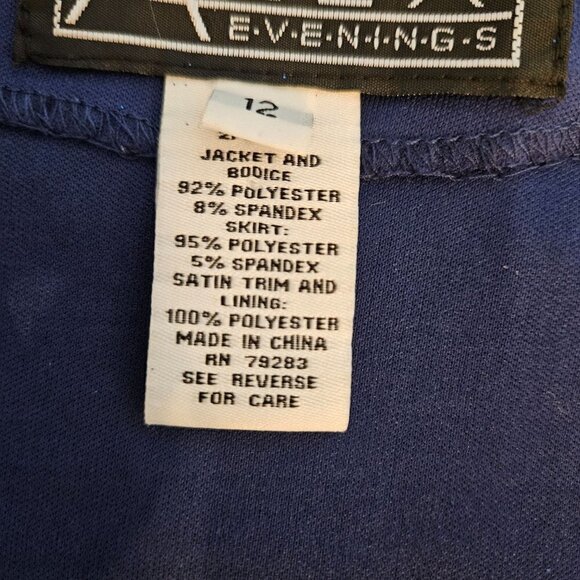 E·V·E·N·I·N·G·S
12
JACKET AND
BODICE
92% POLYESTER
8% SPANDEX
SKIRT:
95% POLYESTER
5% SPANDEX
SATIN TRIM AND
LINING:
100% POLYESTER
MADE IN CHINA
RN 79283
SEE REVERSE
FOR CARE